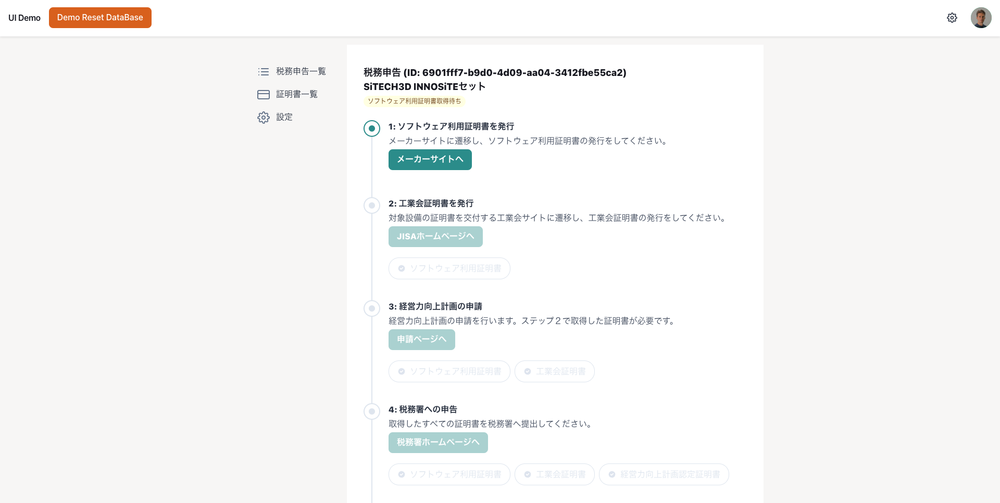 UI Demo
Demo Reset DataBase
税務申告一覧
証明書一覧
設定
税務申告 (ID: 6901fff7-b9d0-4d09-aa04-3412fbe55ca2)
SiTECH3D INNOSiTEセット
ソフトウェア利用証明書取得待ち
1: ソフトウェア利用証明書を発行
メーカーサイトに遷移し、ソフトウェア利用証明書の発行をしてください。
メーカーサイトへ
2: 工業会証明書を発行
対象設備の証明書を交付する工業会サイトに遷移し、工業会証明書の発行をしてください。
JISAホームページへ
ソフトウェア利用証明書
3: 経営力向上計画の申請
経営力向上計画の申請を行います。ステップ２で取得した証明書が必要です。
申請ページへ
ソフトウェア利用証明書 工業会証明書
4: 税務署への申告
取得したすべての証明書を税務署へ提出してください。
税務署ホームページへ
ソフトウェア利用証明書 工業会証明書 経営力向上計画認定証明書